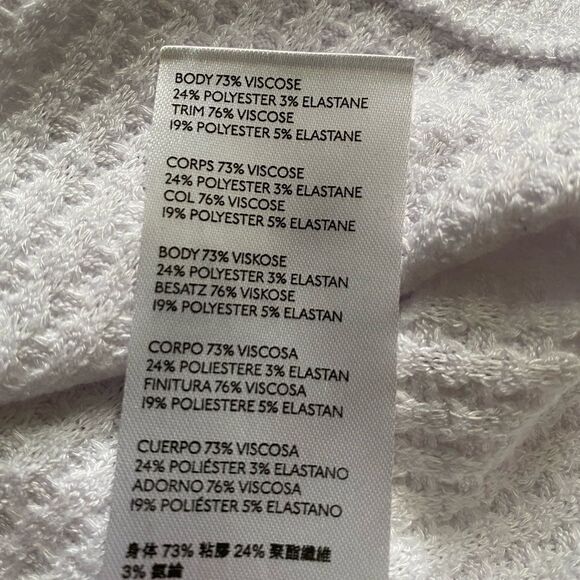 BODY 73% VISCOSE
24% POLYESTER 3% ELASTANE
TRIM 76% VISCOSE
19% POLYESTER 5% ELASTANE
CORPS 73% VISCOSE
24% POLYESTER 3% ELASTANE
COL 76% VISCOSE
19% POLYESTER 5% ELASTANE
BODY 73% VISKOSE
24% POLYESTER 3% ELASTAN
BESATZ 76% VISKOSE
19% POLYESTER 5% ELASTAN
CORPO 73% VISCOSA
24% POLIESTERE 3% ELASTAN
FINITURA 76% VISCOSA
19% POLIESTERE 5% ELASTAN
CUERPO 73% VISCOSA
24% POLIÉSTER 3% ELASTANO
ADORNO 76% VISCOSA
19% POLIÉSTER 5% ELASTANO
身体 73% 粘膠 24% 聚酯纖維
3% 氨綸